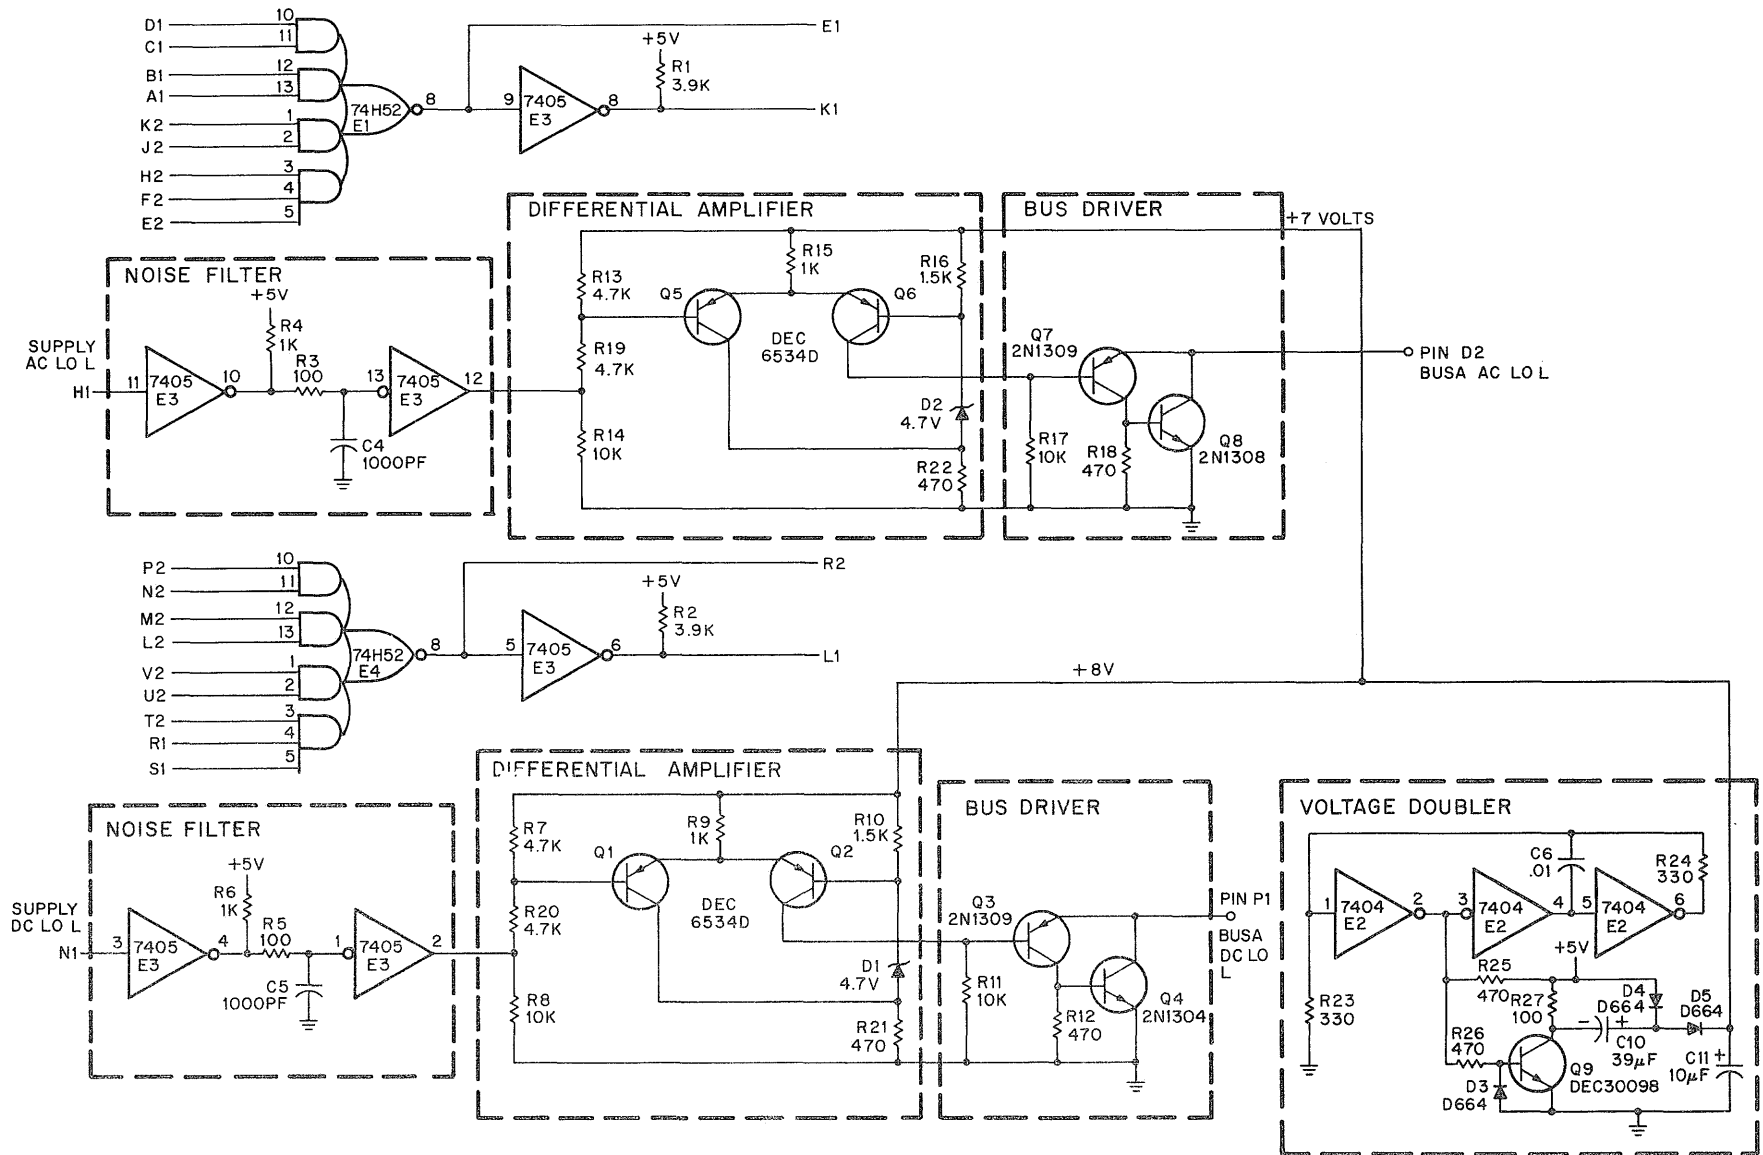 D1
C1
B1
A1
K2
J2
H2
F2
E2
10
11
12
13
1
2
3
4
5
74H52
E1
8
9
7405
E3
8
+5V
R1
3.9K
E1
K1
NOISE FILTER
SUPPLY
AC LO L
H1
11
7405
E3
10
+5V
R4
1K
R3
100
C4
1000PF
13
7405
E3
12
DIFFERENTIAL AMPLIFIER
R13
4.7K
R19
4.7K
R14
10K
Q5
R15
1K
DEC
6534D
Q6
R16
1.5K
D2
4.7V
R22
470
BUS DRIVER
+7 VOLTS
Q7
2N1309
R17
10K
R18
470
Q8
2N1308
PIN D2
BUSA AC LO L
P2
N2
M2
L2
V2
U2
T2
R1
S1
10
11
12
13
1
2
3
4
5
74H52
E4
8
5
7405
E3
6
+5V
R2
3.9K
R2
L1
+8V
NOISE FILTER
SUPPLY
DC LO L
N1
3
7405
E3
4
+5V
R6
1K
R5
100
C5
1000PF
1
7405
E3
2
DIFFERENTIAL AMPLIFIER
R7
4.7K
R20
4.7K
R8
10K
Q1
R9
1K
DEC
6534D
Q2
R10
1.5K
D1
4.7V
R21
470
BUS DRIVER
Q3
2N1309
R11
10K
R12
470
Q4
2N1304
PIN P1
BUSA
DC LO
L
VOLTAGE DOUBLER
1
7404
E2
2
3
7404
E2
4
C6
.01
5
7404
E2
6
R24
330
R23
330
R25
470
+5V
R27
100
D4
D664
D5
D664
R26
470
D3
D664
Q9
DEC3009B
- +
C10
39µF
C11 +
10µF